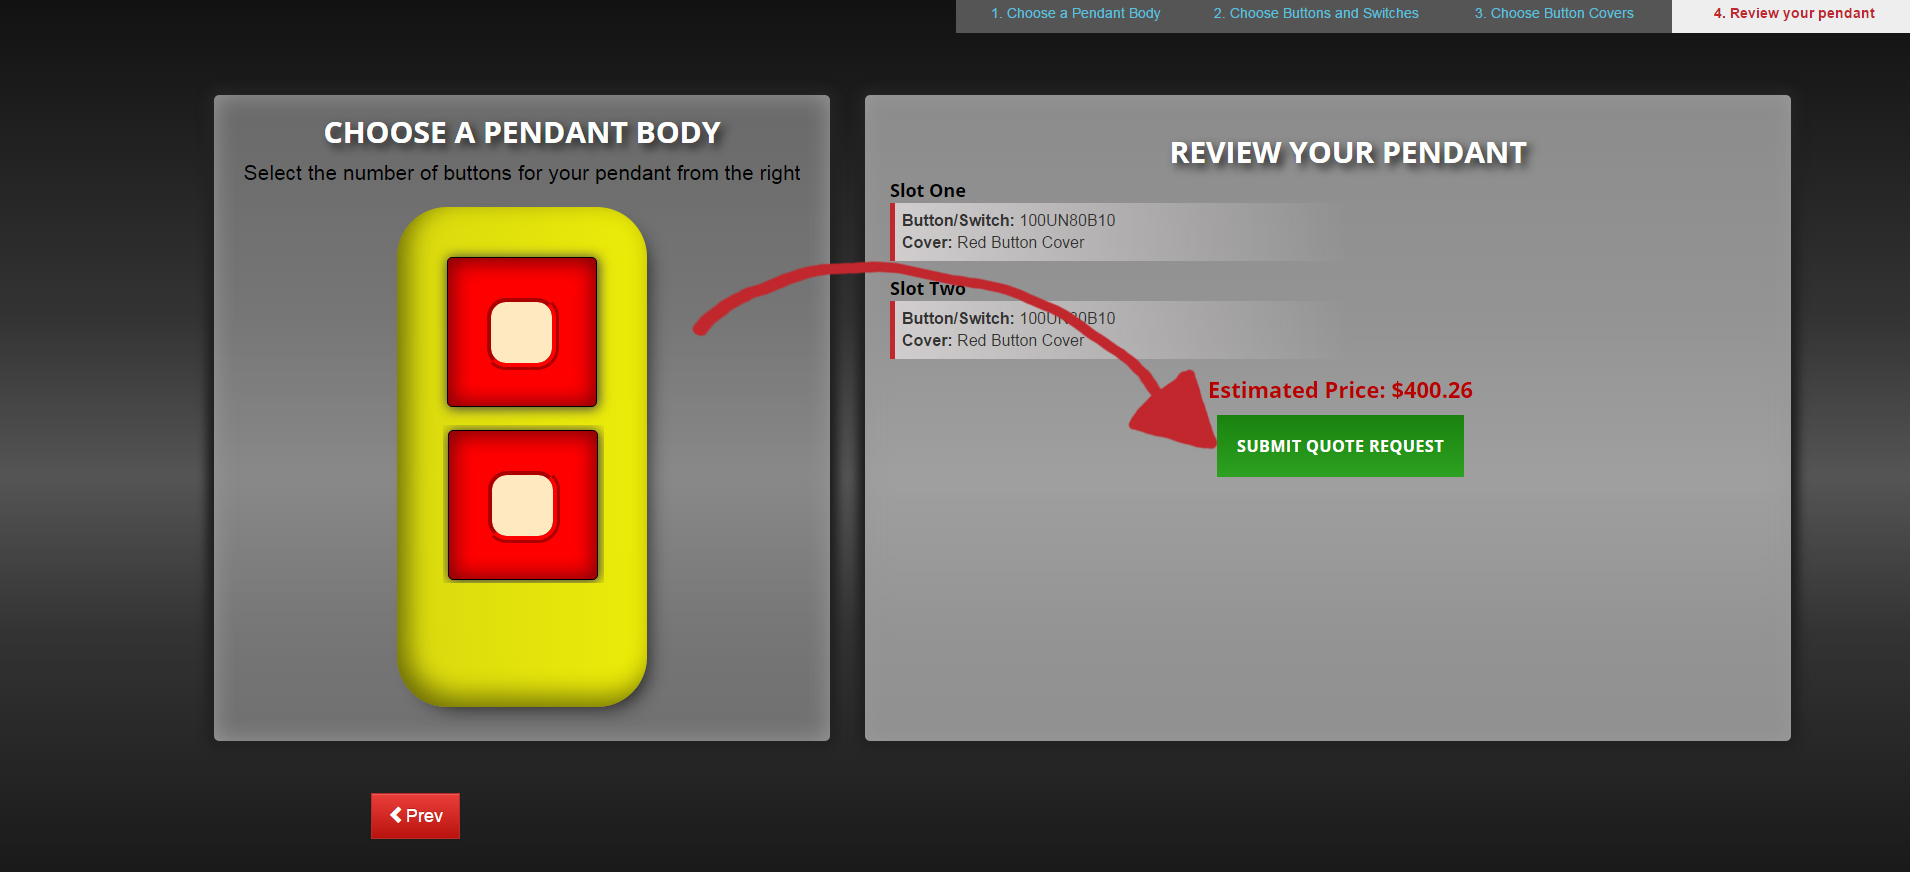 1. Choose a Pendant Body
2. Choose Buttons and Switches
3. Choose Button Covers
4. Review your pendant
CHOOSE A PENDANT BODY
Select the number of buttons for your pendant from the right
REVIEW YOUR PENDANT
Slot One
Button/Switch: 100UN80B10
Cover: Red Button Cover
Slot Two
Button/Switch: 100UN80B10
Cover: Red Button Cover
Estimated Price: $400.26
SUBMIT QUOTE REQUEST
Prev